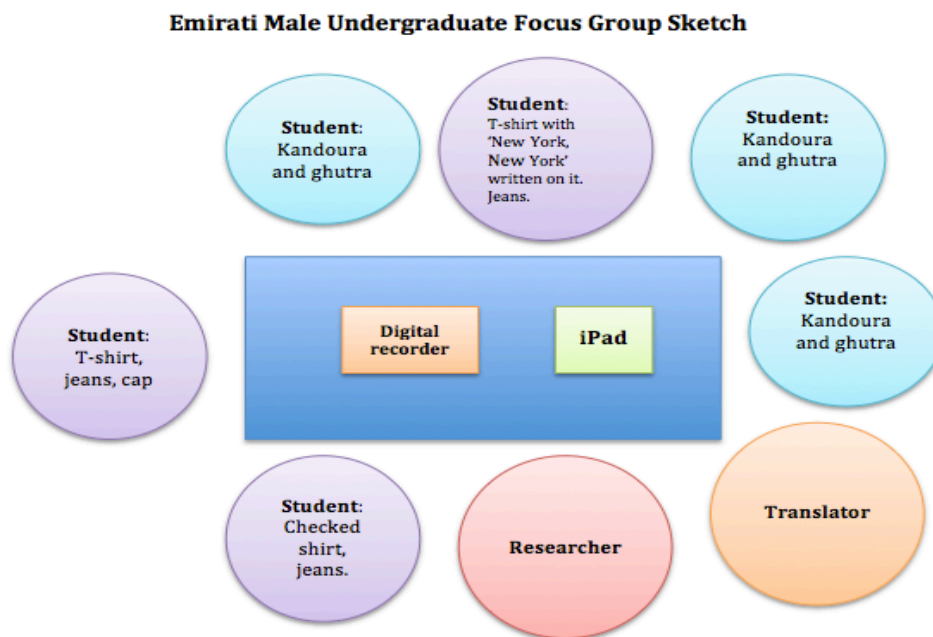 Emirati Male Undergraduate Focus Group Sketch
Student:
Kandoura
and ghutra
Student:
T-shirt with
‘New York,
New York’
written on it.
Jeans.
Student:
Kandoura
and ghutra
Student:
T-shirt,
jeans, cap
Digital
recorder
iPad
Student:
Kandoura
and ghutra
Student:
Checked
shirt,
jeans.
Researcher
Translator